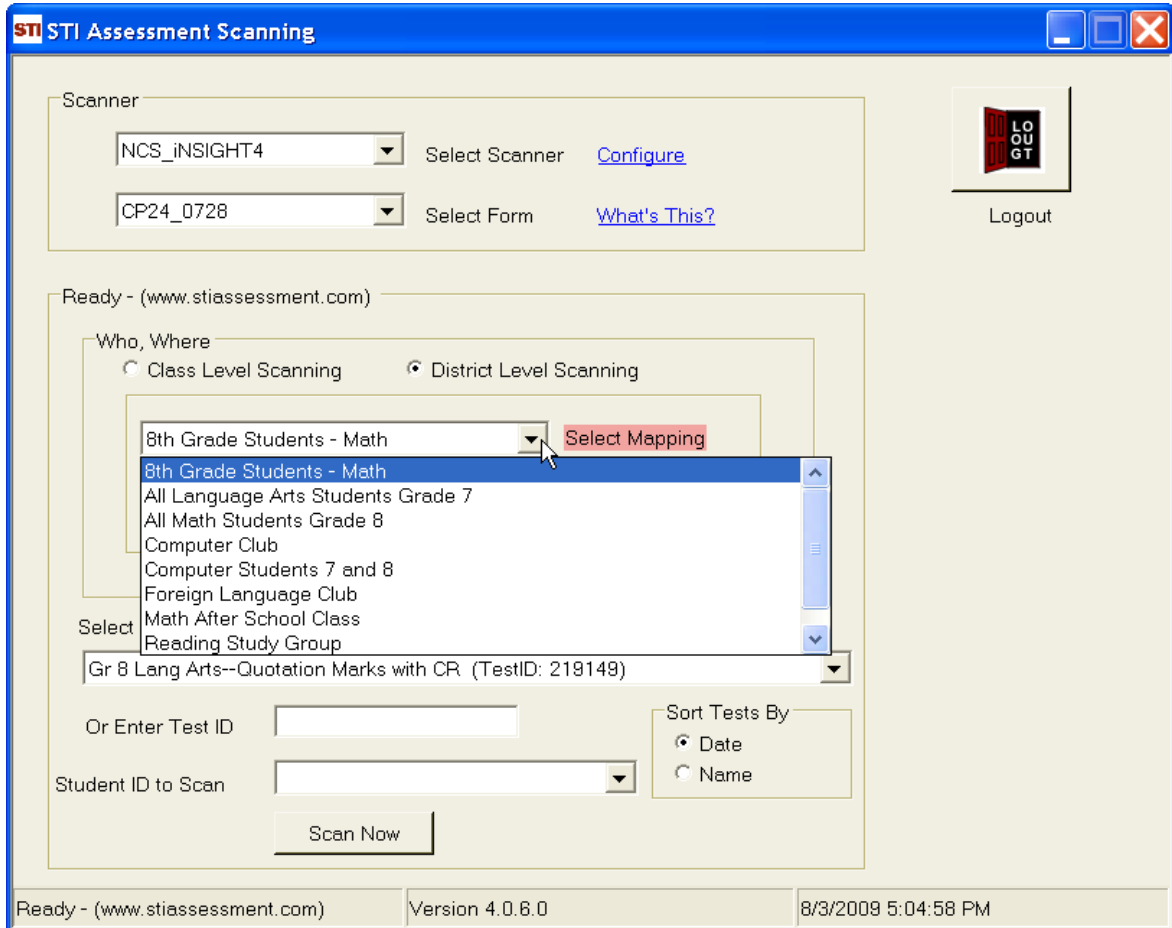 STI STI Assessment Scanning
Scanner
NCS_iNSIGHT4 Select Scanner Configure
CP24_0728 Select Form What's This?
LO
OU
GT
Logout
Ready - (www.stiassessment.com)
Who, Where
Class Level Scanning District Level Scanning
8th Grade Students - Math Select Mapping
8th Grade Students - Math
All Language Arts Students Grade 7
All Math Students Grade 8
Computer Club
Computer Students 7 and 8
Foreign Language Club
Math After School Class
Reading Study Group
Select
Gr 8 Lang Arts--Quotation Marks with CR (TestID: 219149)
Or Enter Test ID
Sort Tests By
Date
Name
Student ID to Scan
Scan Now
Ready - (www.stiassessment.com) Version 4.0.6.0 8/3/2009 5:04:58 PM